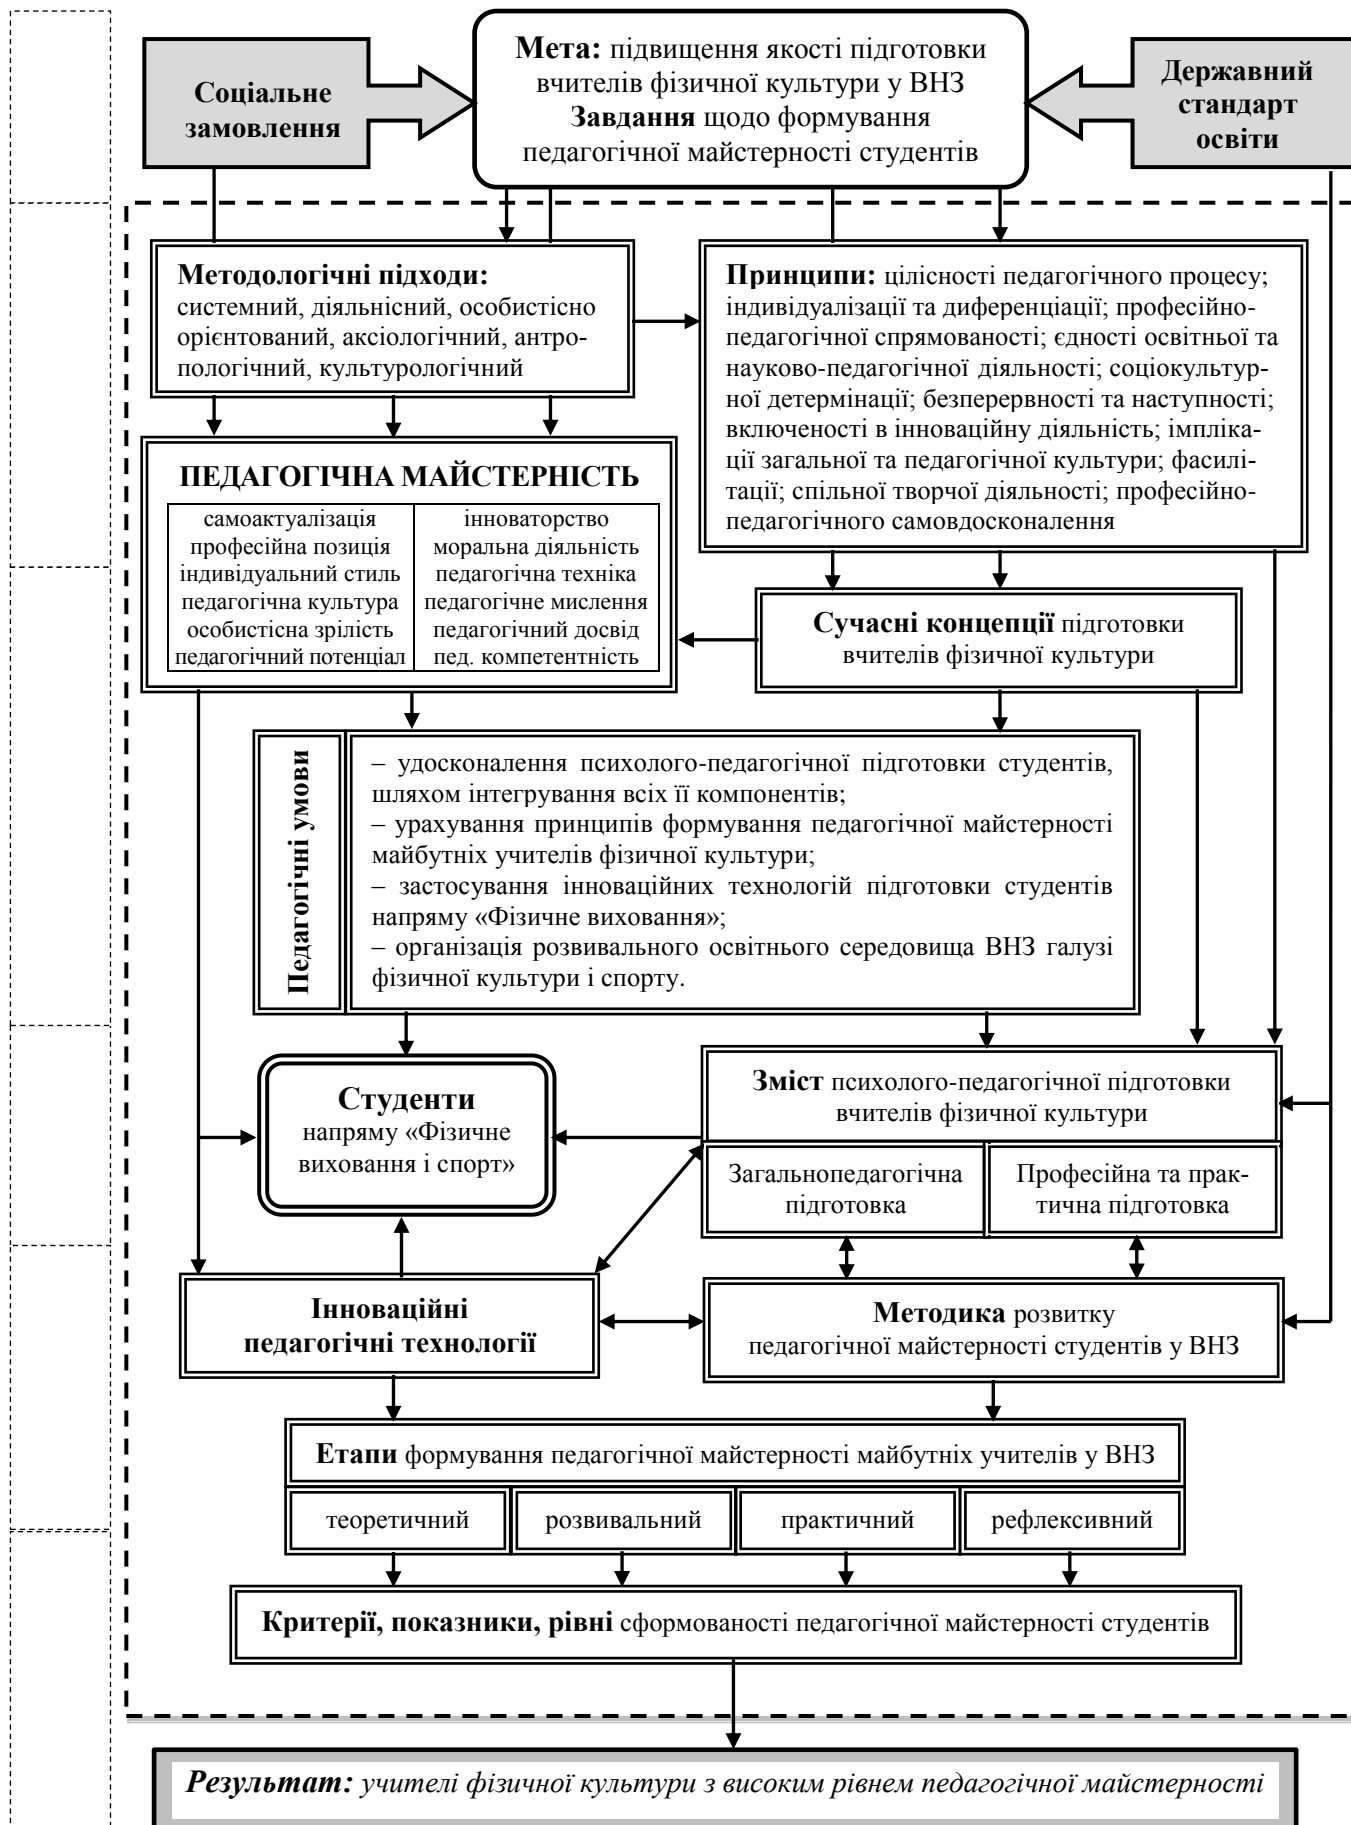 Соціальне
замовлення
Мета: підвищення якості підготовки
вчителів фізичної культури у ВНЗ
Завдання щодо формування
педагогічної майстерності студентів
Державний
стандарт
освіти
Методологічні підходи:
системний, діяльнісний, особистісно
орієнтований, аксіологічний, антро-
пологічний, культурологічний
Принципи: цілісності педагогічного процесу;
індивідуалізації та диференціації; професійно-
педагогічної спрямованості; єдності освітньої та
науково-педагогічної діяльності; соціокультур-
ної детермінації; безперервності та наступності;
включеності в інноваційну діяльність; імпліка-
ції загальної та педагогічної культури; фасилі-
тації; спільної творчої діяльності; професійно-
педагогічного самовдосконалення
ПЕДАГОГІЧНА МАЙСТЕРНІСТЬ
самоактуалізація
професійна позиція
індивідуальний стиль
педагогічна культура
особистісна зрілість
педагогічний потенціал
інноваторство
моральна діяльність
педагогічна техніка
педагогічне мислення
педагогічний досвід
пед. компетентність
Сучасні концепції підготовки
вчителів фізичної культури
Педагогічні умови
– удосконалення психолого-педагогічної підготовки студентів,
шляхом інтегрування всіх її компонентів;
– урахування принципів формування педагогічної майстерності
майбутніх учителів фізичної культури;
– застосування інноваційних технологій підготовки студентів
напряму «Фізичне виховання»;
– організація розвивального освітнього середовища ВНЗ галузі
фізичної культури і спорту.
Студенти
напряму «Фізичне
виховання і спорт»
Зміст психолого-педагогічної підготовки
вчителів фізичної культури
Загальнопедагогічна
підготовка
Професійна та прак-
тична підготовка
Інноваційні
педагогічні технології
Методика розвитку
педагогічної майстерності студентів у ВНЗ
Етапи формування педагогічної майстерності майбутніх учителів у ВНЗ
теоретичний
розвивальний
практичний
рефлексивний
Критерії, показники, рівні сформованості педагогічної майстерності студентів
Результат: учителі фізичної культури з високим рівнем педагогічної майстерності